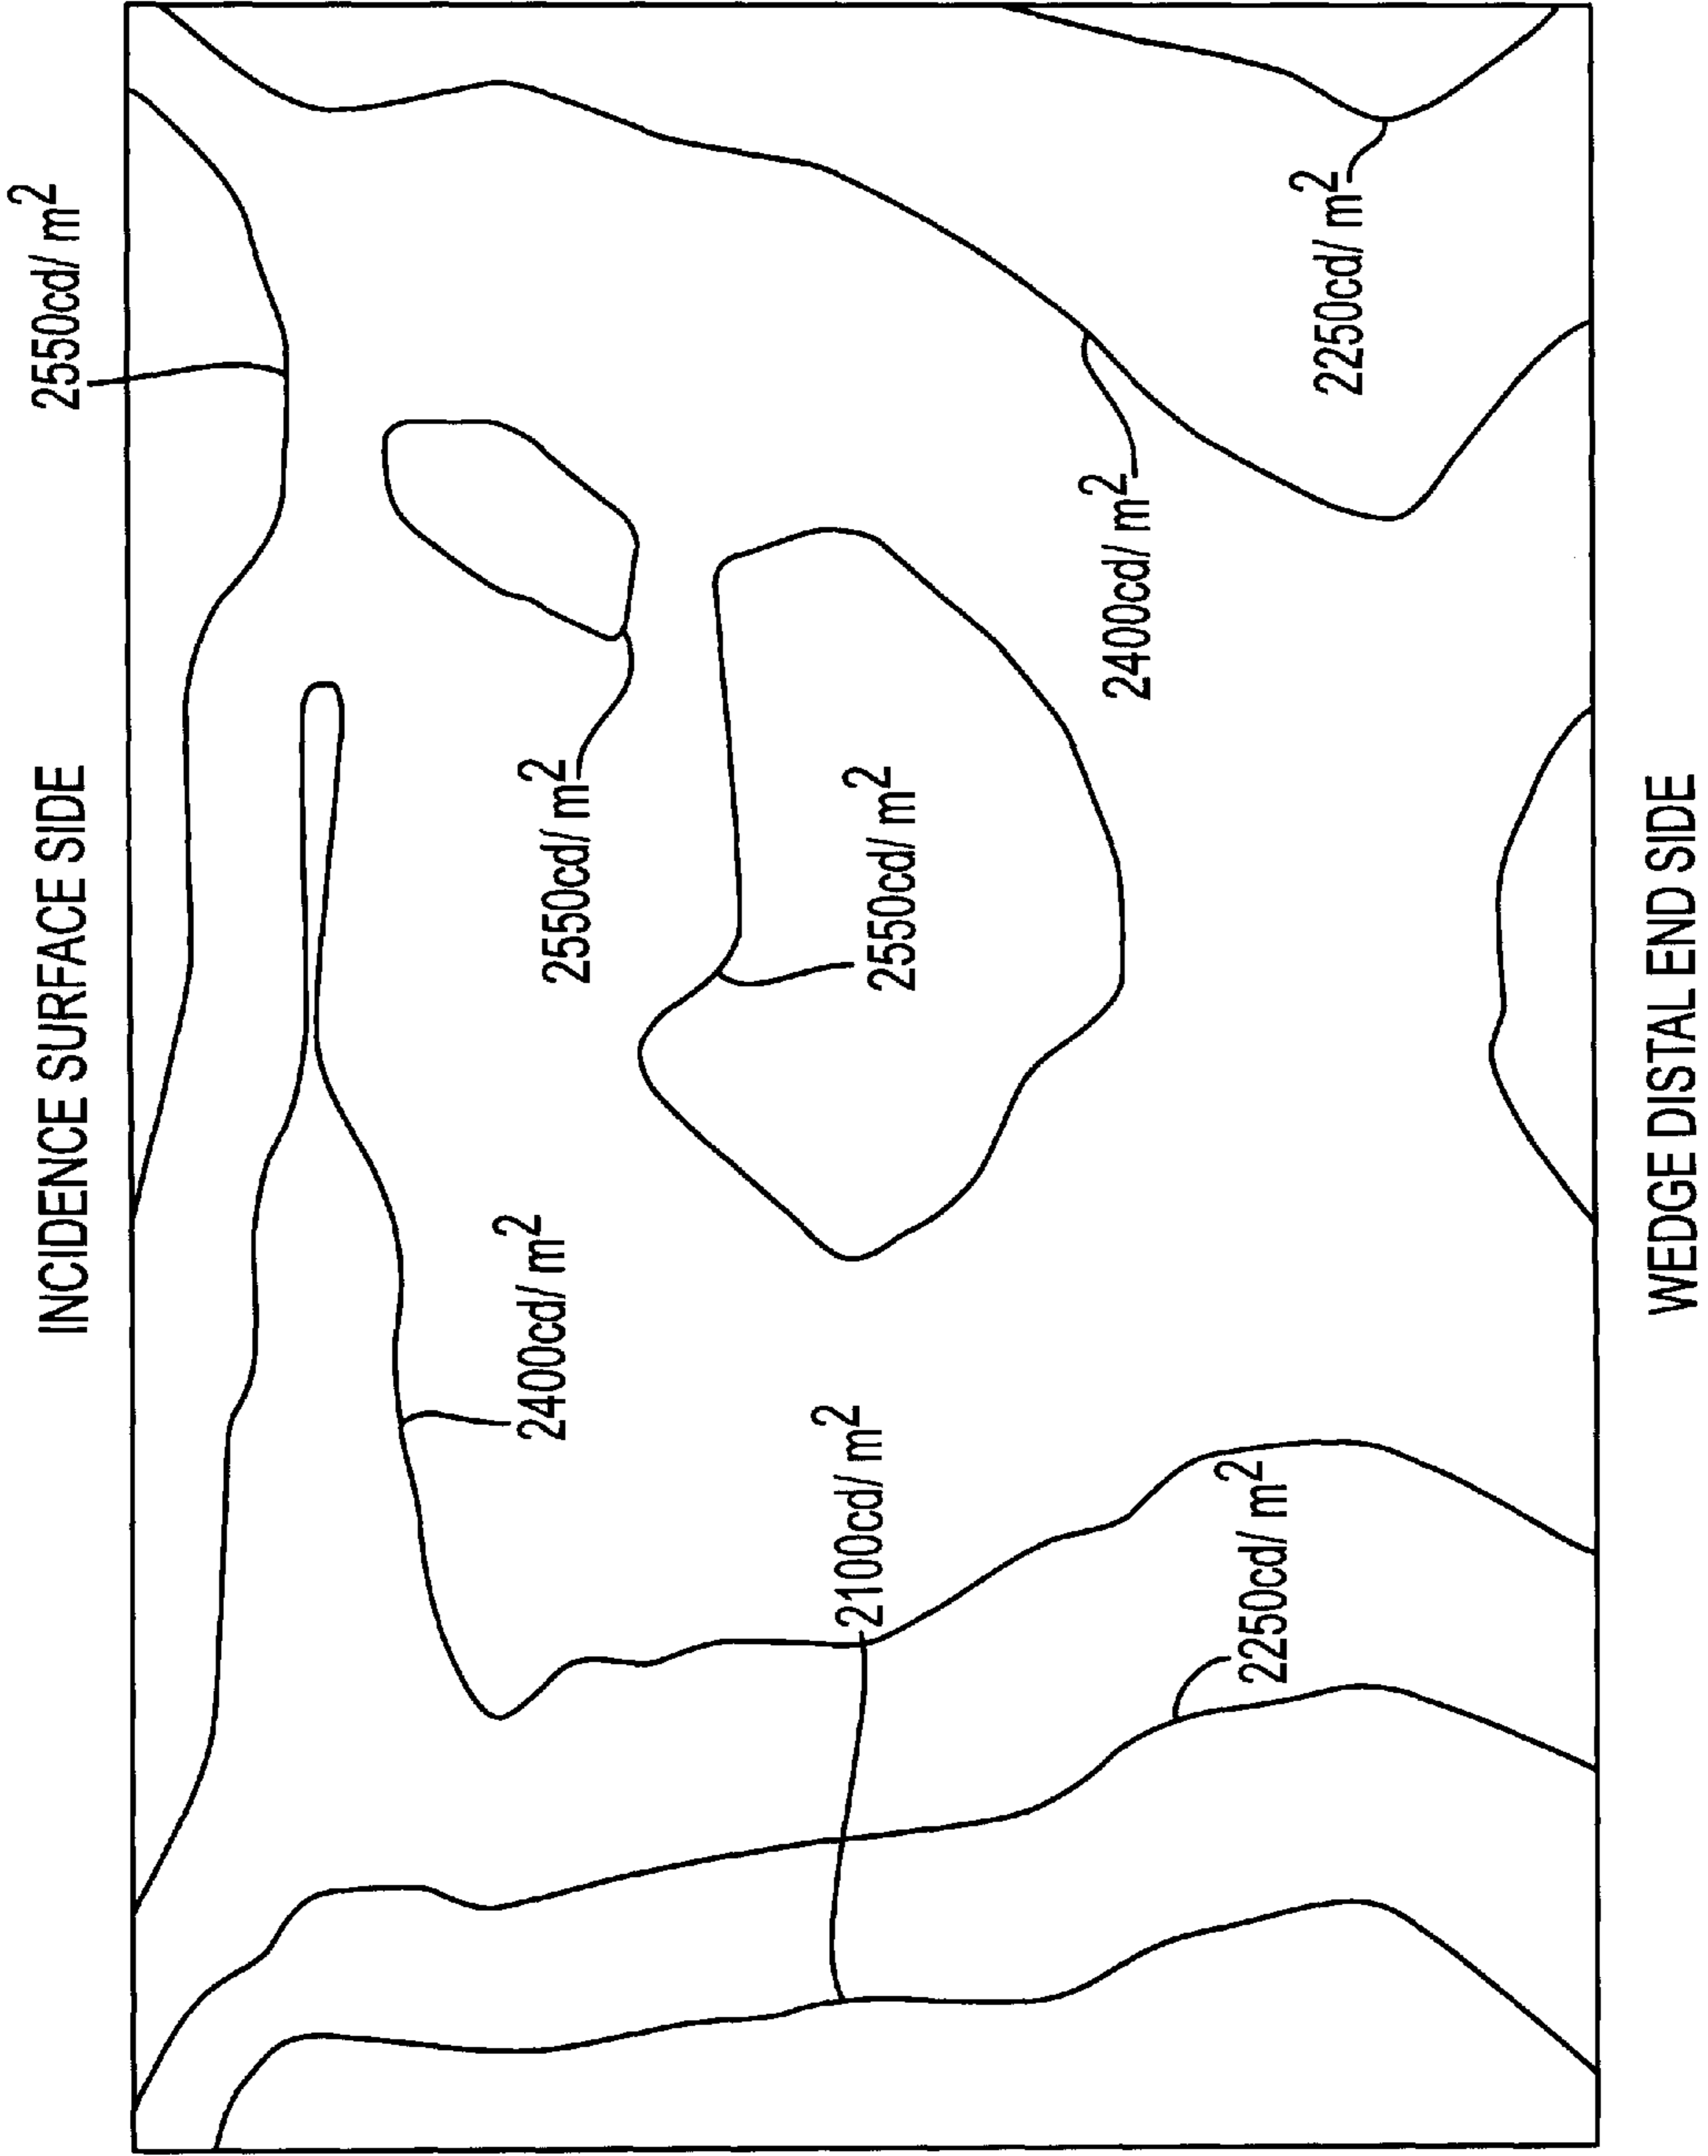 INCIDENCE SURFACE SIDE
2550cd/m²
2400cd/m²
2550cd/m²
2100cd/m²
2550cd/m²
2400cd/m²
2250cd/m²
2250cd/m²
WEDGE DISTAL END SIDE